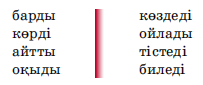 барды
көрді
айтты
оқыды
көздеді
ойлады
тістеді
биледі